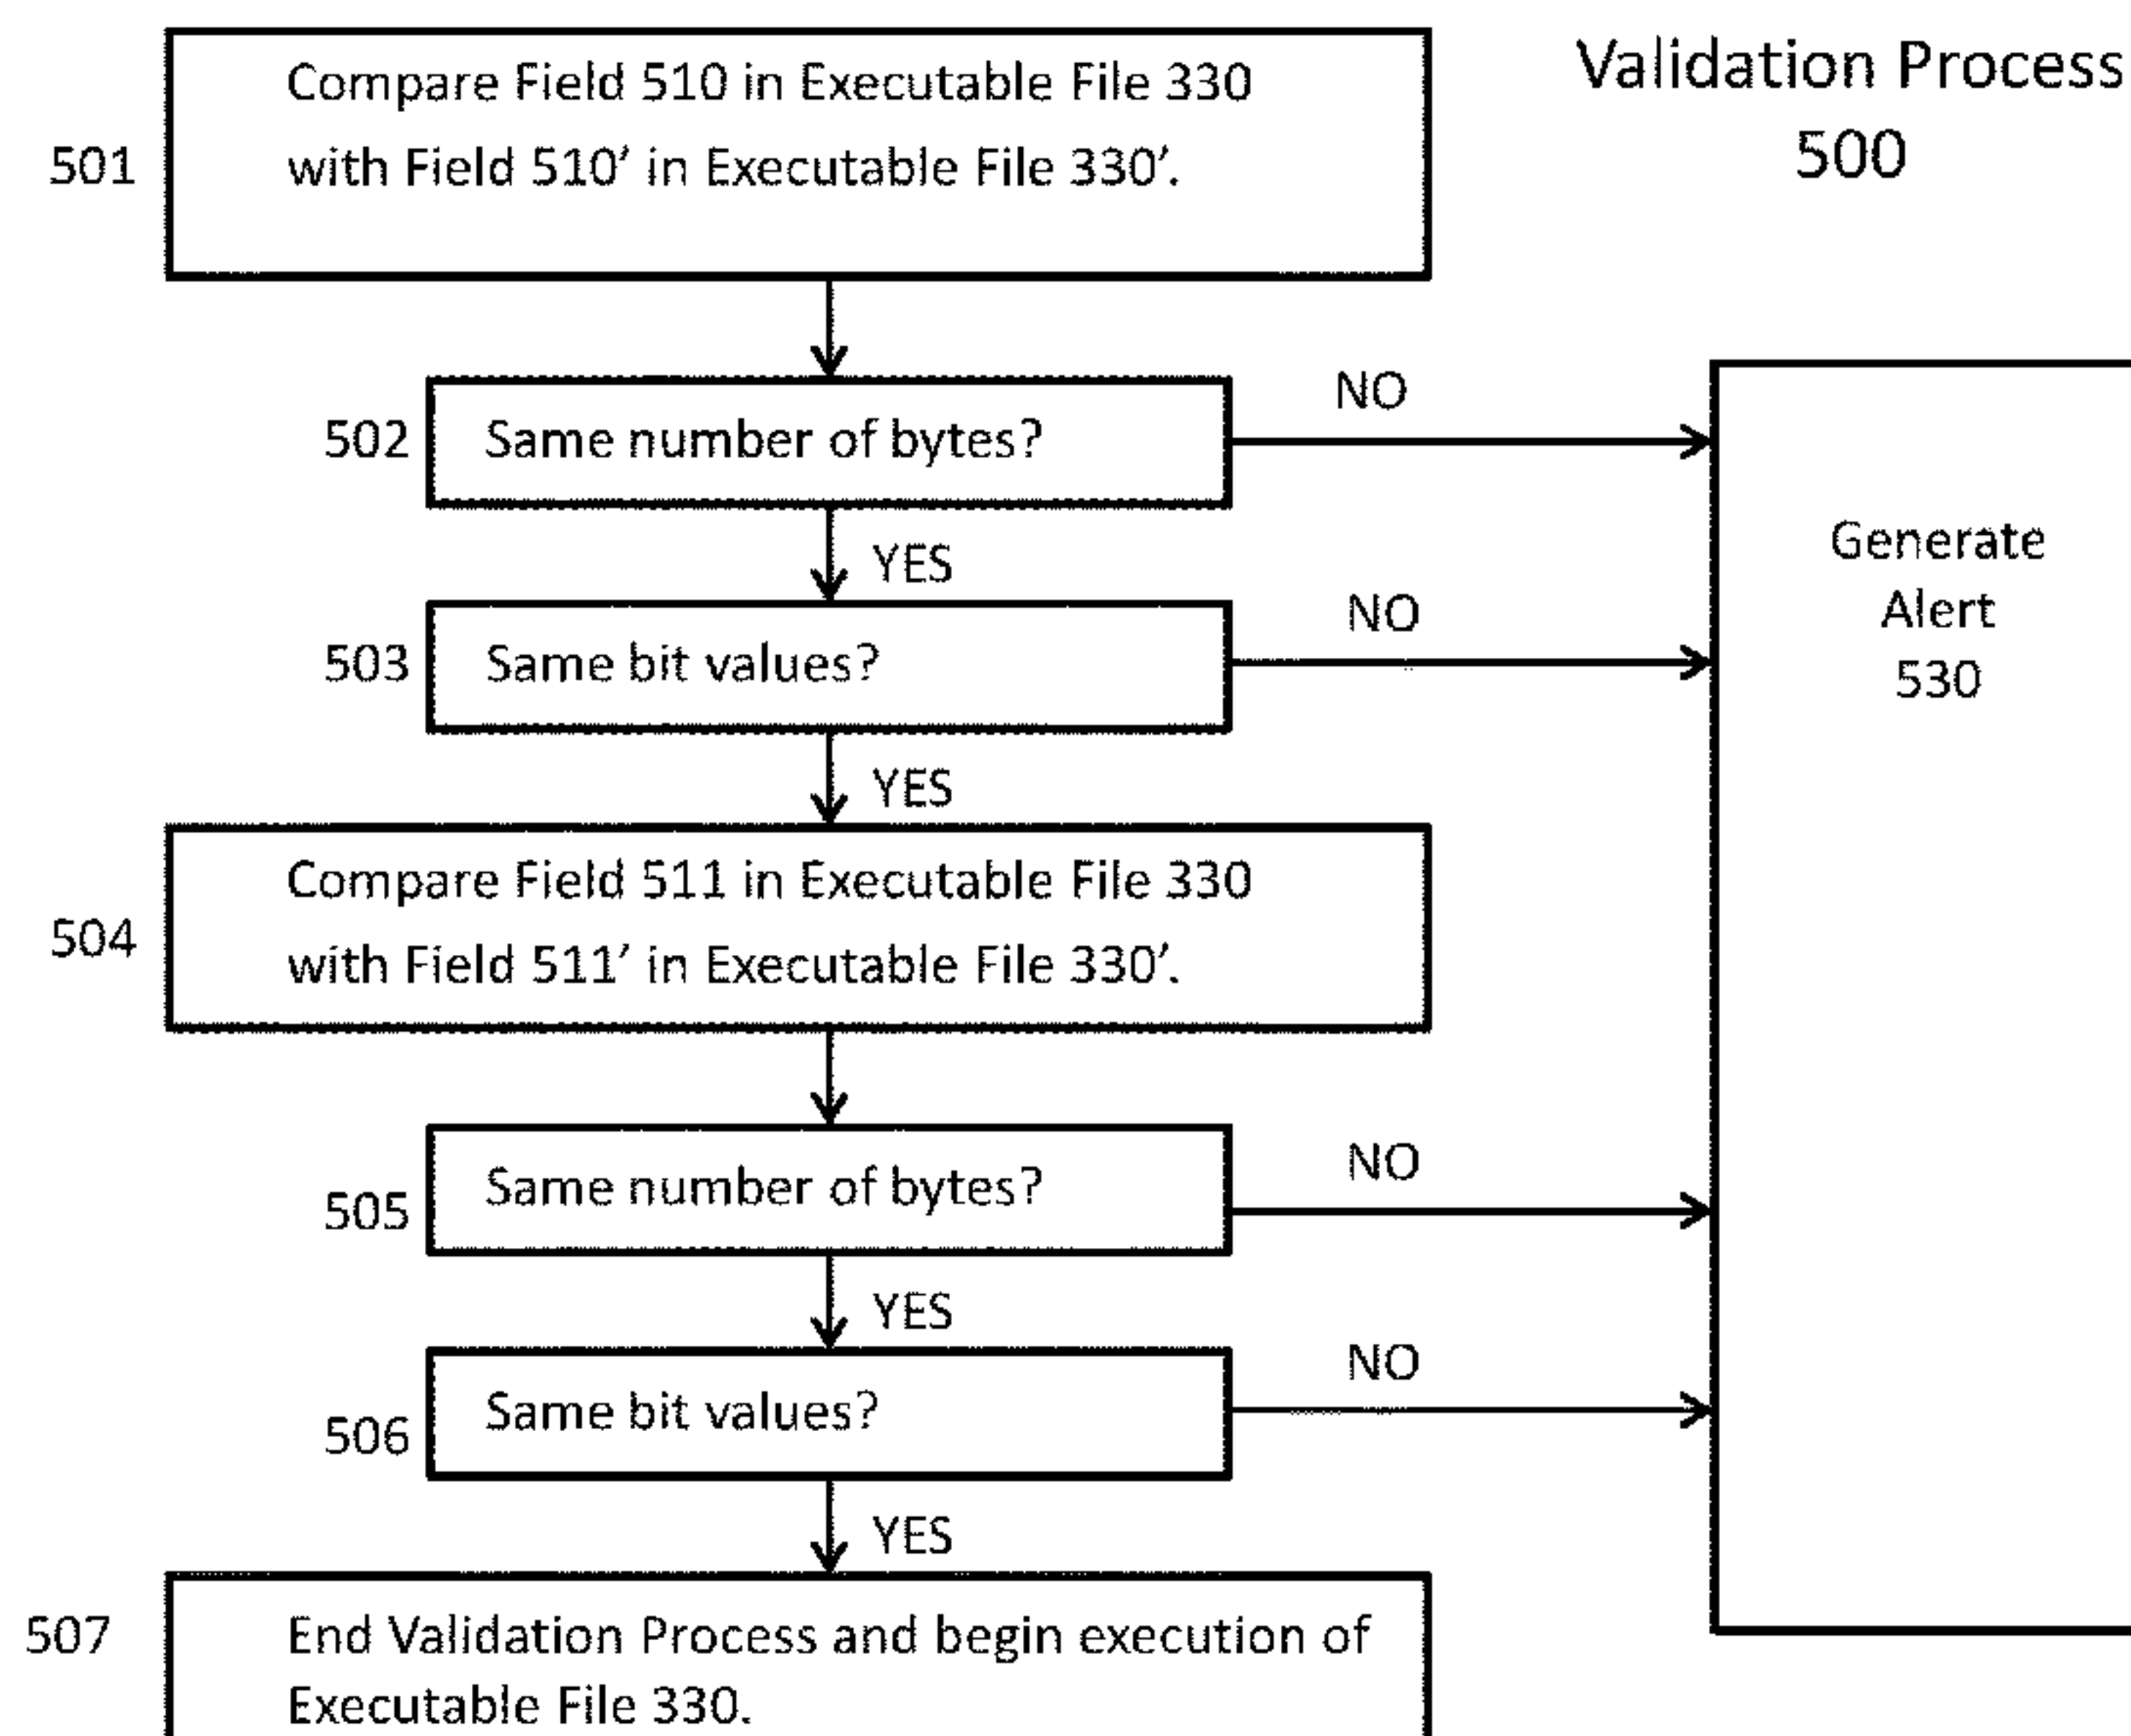 Validation Process
500
501
Compare Field 510 in Executable File 330
with Field 510’ in Executable File 330’.
502
Same number of bytes?
NO
YES
503
Same bit values?
NO
YES
Generate
Alert
530
504
Compare Field 511 in Executable File 330
with Field 511’ in Executable File 330’.
505
Same number of bytes?
NO
YES
506
Same bit values?
NO
YES
507
End Validation Process and begin execution of
Executable File 330.